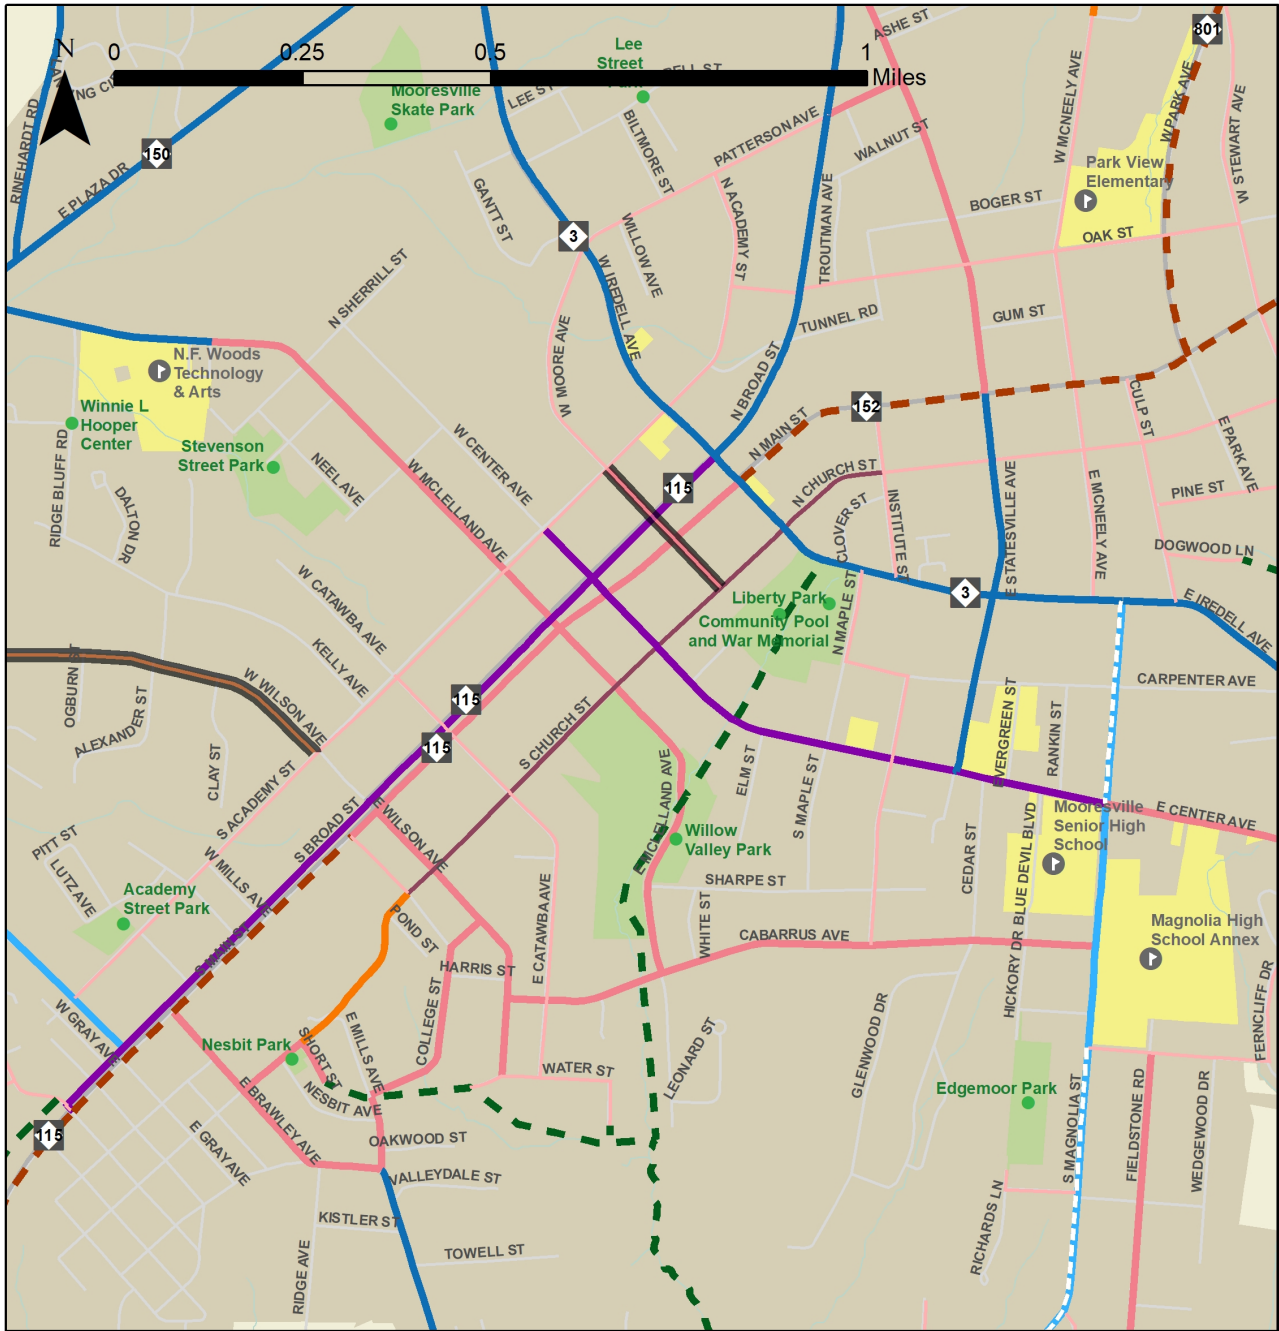 N
0
0.25
0.5
1
Miles
Lee
Street
ASHE ST
801
LEE ST
Mooresville
Skate Park
RINEHARDT RD
150
E PLAZA DR
BILTMORE ST
PATTERSON AVE
WALNUT ST
W MCNEELY AVE
W PARK AVE
W STEWART AVE
Park View
Elementary
GANTT ST
N ACADEMY ST
TROUTMAN AVE
BOGER ST
OAK ST
3
WILLOW AVE
W IREDELL AVE
N SHERRILL ST
TUNNEL RD
GUM ST
W MOORE AVE
N BROAD ST
N.F. Woods
Technology
& Arts
Winnie L
Hooper
Center
152
N MAIN ST
CULP ST
E PARK AVE
Stevenson
Street Park
W CENTER AVE
NEEL AVE
W MCLELLAND AVE
RIDGE BLUFF RD
DALTON DR
115
N CHURCH ST
CLOVER ST
INSTITUTE ST
E STATESVILLE AVE
E MCNEELY AVE
PINE ST
DOGWOOD LN
W CATAWBA AVE
Liberty Park
Community Pool
and War Memorial
N MAPLE ST
3
E IREDELL AVE
KELLY AVE
OGBURN ST
W WILSON AVE
CARPENTER AVE
ALEXANDER ST
115
115
S CHURCH ST
EVERGREEN ST
RANKIN ST
CLAY ST
S ACADEMY ST
ELM ST
S MAPLE ST
E MCLELLAND AVE
S BROAD ST
E WILSON AVE
Mooresville
Senior High
School
E CENTER AVE
PITT ST
LUTZ AVE
W MILLS AVE
Willow
Valley Park
CEDAR ST
HICKORY DR
BLUE DEVIL BLVD
SHARPE ST
Academy
Street Park
POND ST
E CATAWBA AVE
WHITE ST
CABARRUS AVE
Magnolia High
School Annex
S MAIN ST
HARRIS ST
W GRAY AVE
COLLEGE ST
GLENWOOD DR
FERNCLIFF DR
Nesbit Park
SHORT ST
E MILLS AVE
LEONARD ST
WATER ST
NESBIT AVE
Edgemoor Park
S MAGNOLIA ST
FIELDSTONE RD
WEDGEWOOD DR
115
E GRAY AVE
E BRAWLEY AVE
OAKWOOD ST
VALLEYDALE ST
KISTLER ST
RICHARDS LN
RIDGE AVE
TOWELL ST